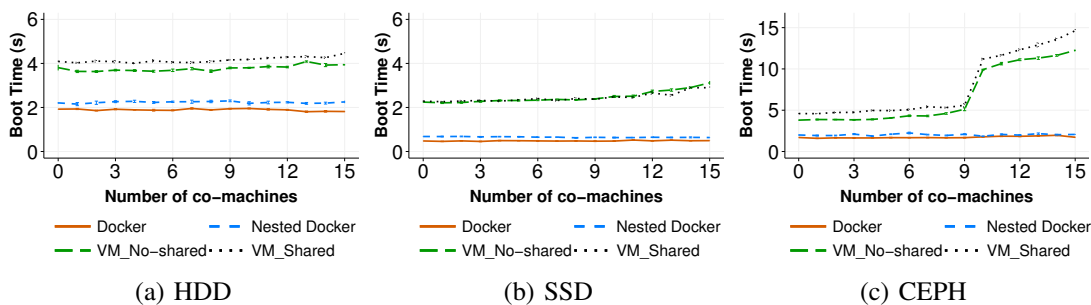 Boot Time (s)
6
4
2
0
0 3 6 9 12 15
Number of co-machines
Docker Nested Docker
VM_No-shared VM_Shared
(a) HDD
Boot Time (s)
6
4
2
0
0 3 6 9 12 15
Number of co-machines
Docker Nested Docker
VM_No-shared VM_Shared
(b) SSD
Boot Time (s)
15
10
5
0
0 3 6 9 12 15
Number of co-machines
Docker Nested Docker
VM_No-shared VM_Shared
(c) CEPH